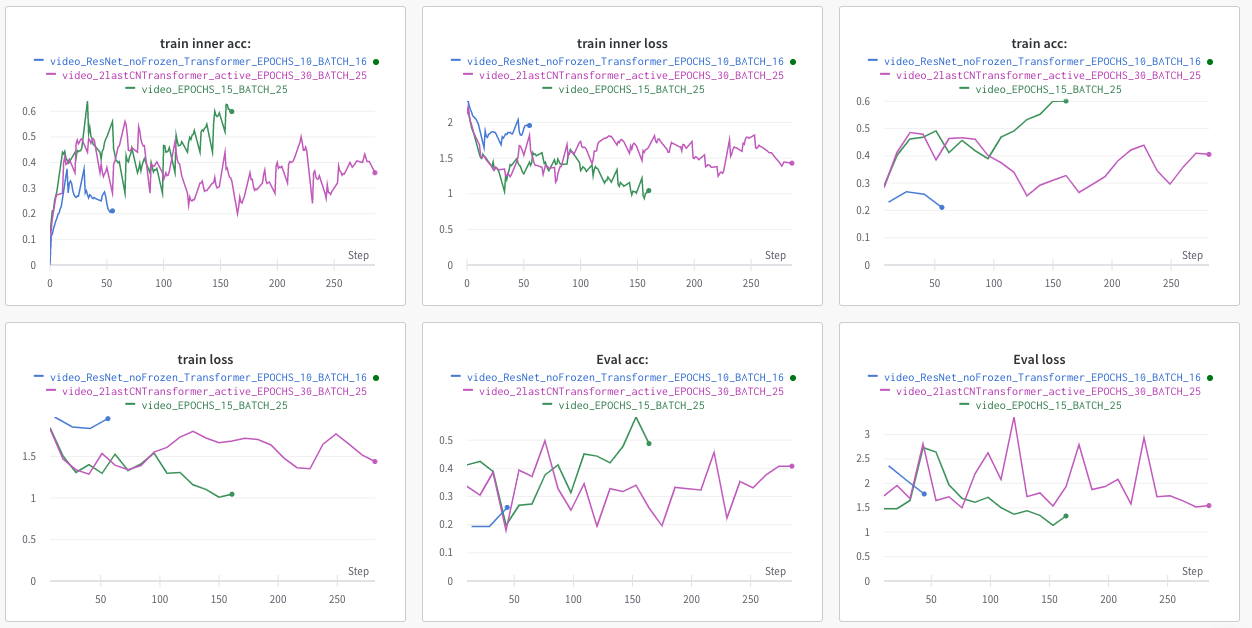 train inner acc:
video_ResNet_noFrozen_Transformer_EPOCHS_10_BATCH_16
video_2lastCNTransformer_active_EPOCHS_30_BATCH_25
video_EPOCHS_15_BATCH_25
0.6
0.5
0.4
0.3
0.2
0.1
0
Step
0 50 100 150 200 250
train inner loss
video_ResNet_noFrozen_Transformer_EPOCHS_10_BATCH_16
video_2lastCNTransformer_active_EPOCHS_30_BATCH_25
video_EPOCHS_15_BATCH_25
2
1.5
1
0.5
0
Step
0 50 100 150 200 250
train acc:
video_ResNet_noFrozen_Transformer_EPOCHS_10_BATCH_16
video_2lastCNTransformer_active_EPOCHS_30_BATCH_25
video_EPOCHS_15_BATCH_25
0.6
0.5
0.4
0.3
0.2
0.1
0
Step
50 100 150 200 250
train loss
video_ResNet_noFrozen_Transformer_EPOCHS_10_BATCH_16
video_2lastCNTransformer_active_EPOCHS_30_BATCH_25
video_EPOCHS_15_BATCH_25
1.5
1
0.5
0
Step
50 100 150 200 250
Eval acc:
video_ResNet_noFrozen_Transformer_EPOCHS_10_BATCH_16
video_2lastCNTransformer_active_EPOCHS_30_BATCH_25
video_EPOCHS_15_BATCH_25
0.5
0.4
0.3
0.2
0.1
0
Step
50 100 150 200 250
Eval loss
video_ResNet_noFrozen_Transformer_EPOCHS_10_BATCH_16
video_2lastCNTransformer_active_EPOCHS_30_BATCH_25
video_EPOCHS_15_BATCH_25
3
2.5
2
1.5
1
0.5
0
Step
50 100 150 200 250